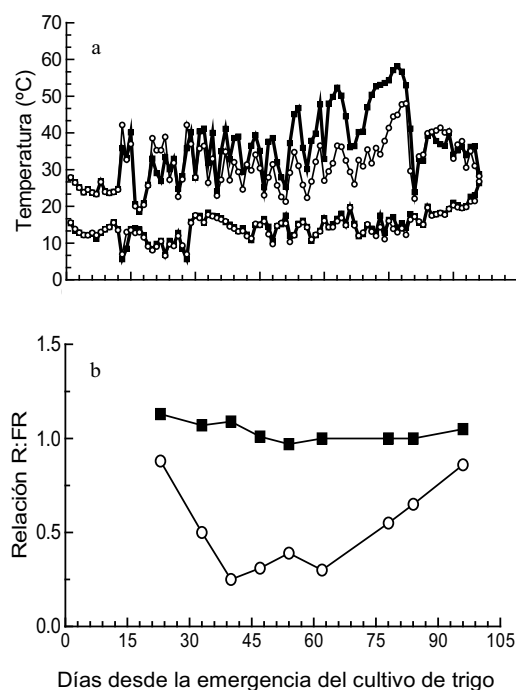 a
Temperatura (ºC)
70
60
50
40
30
20
10
0
b
Relación R:FR
1.5
1.0
0.5
0.0
0 15 30 45 60 75 90 105
Días desde la emergencia del cultivo de trigo